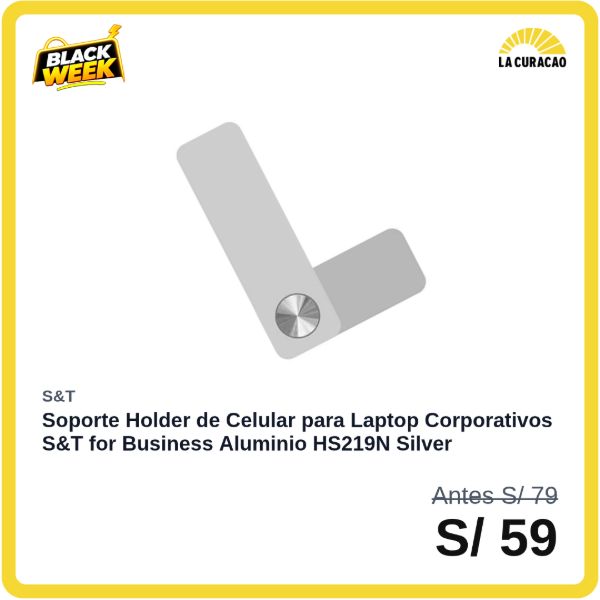 BLACK
WEEK
LA CURACAO
S&T
Soporte Holder de Celular para Laptop Corporativos
S&T for Business Aluminio HS219N Silver
Antes S/ 79
S/ 59